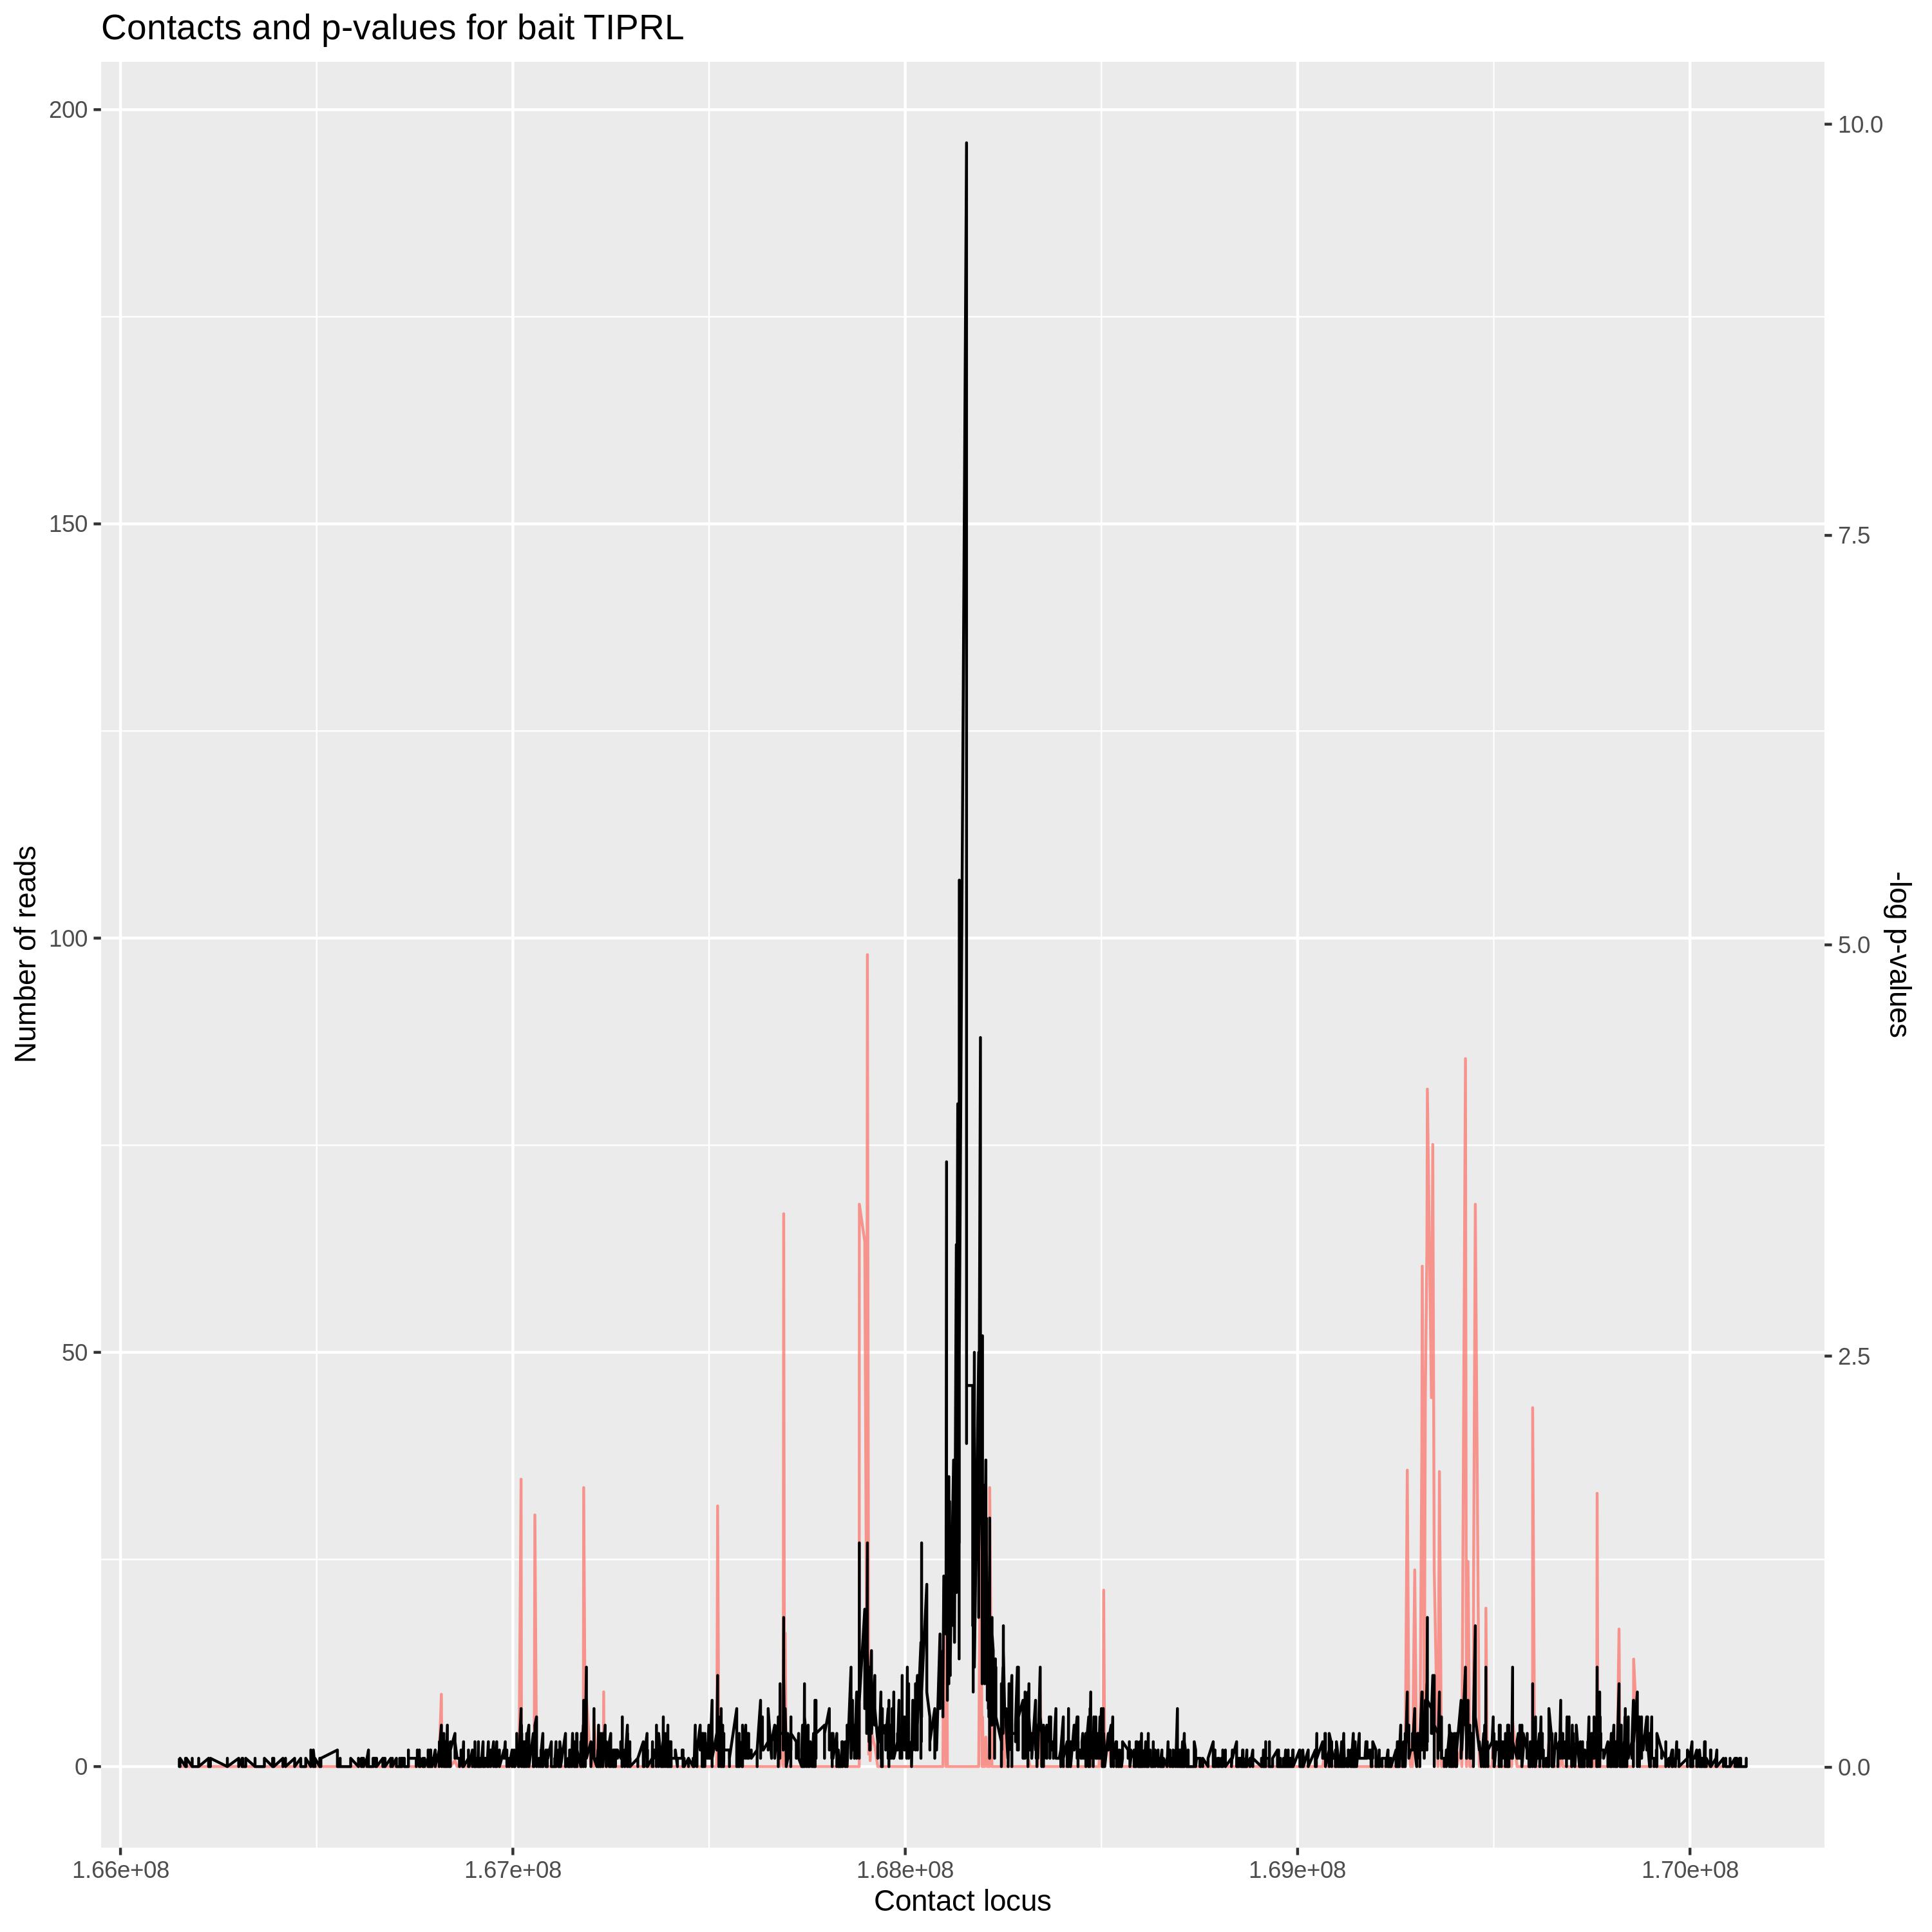 Contacts and p-values for bait TIPRL
200
150
100
50
0
Number of reads
10.0
7.5
5.0
2.5
0.0
-log p-values
1.66e+08
1.67e+08
1.68e+08
1.69e+08
1.70e+08
Contact locus